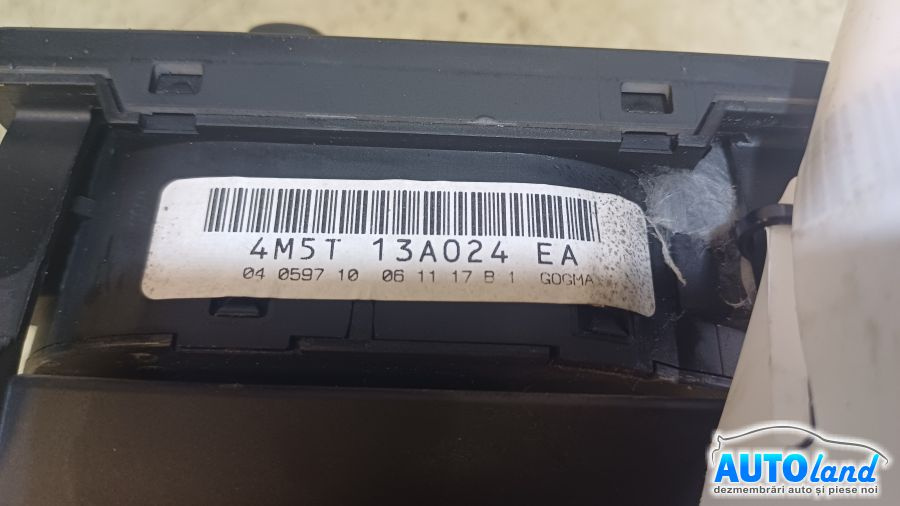 4M5T 13A024 EA
04 0597 10 06 11 17 B 1 GOGMA
AUTOland
dezmembrări auto și piese noi